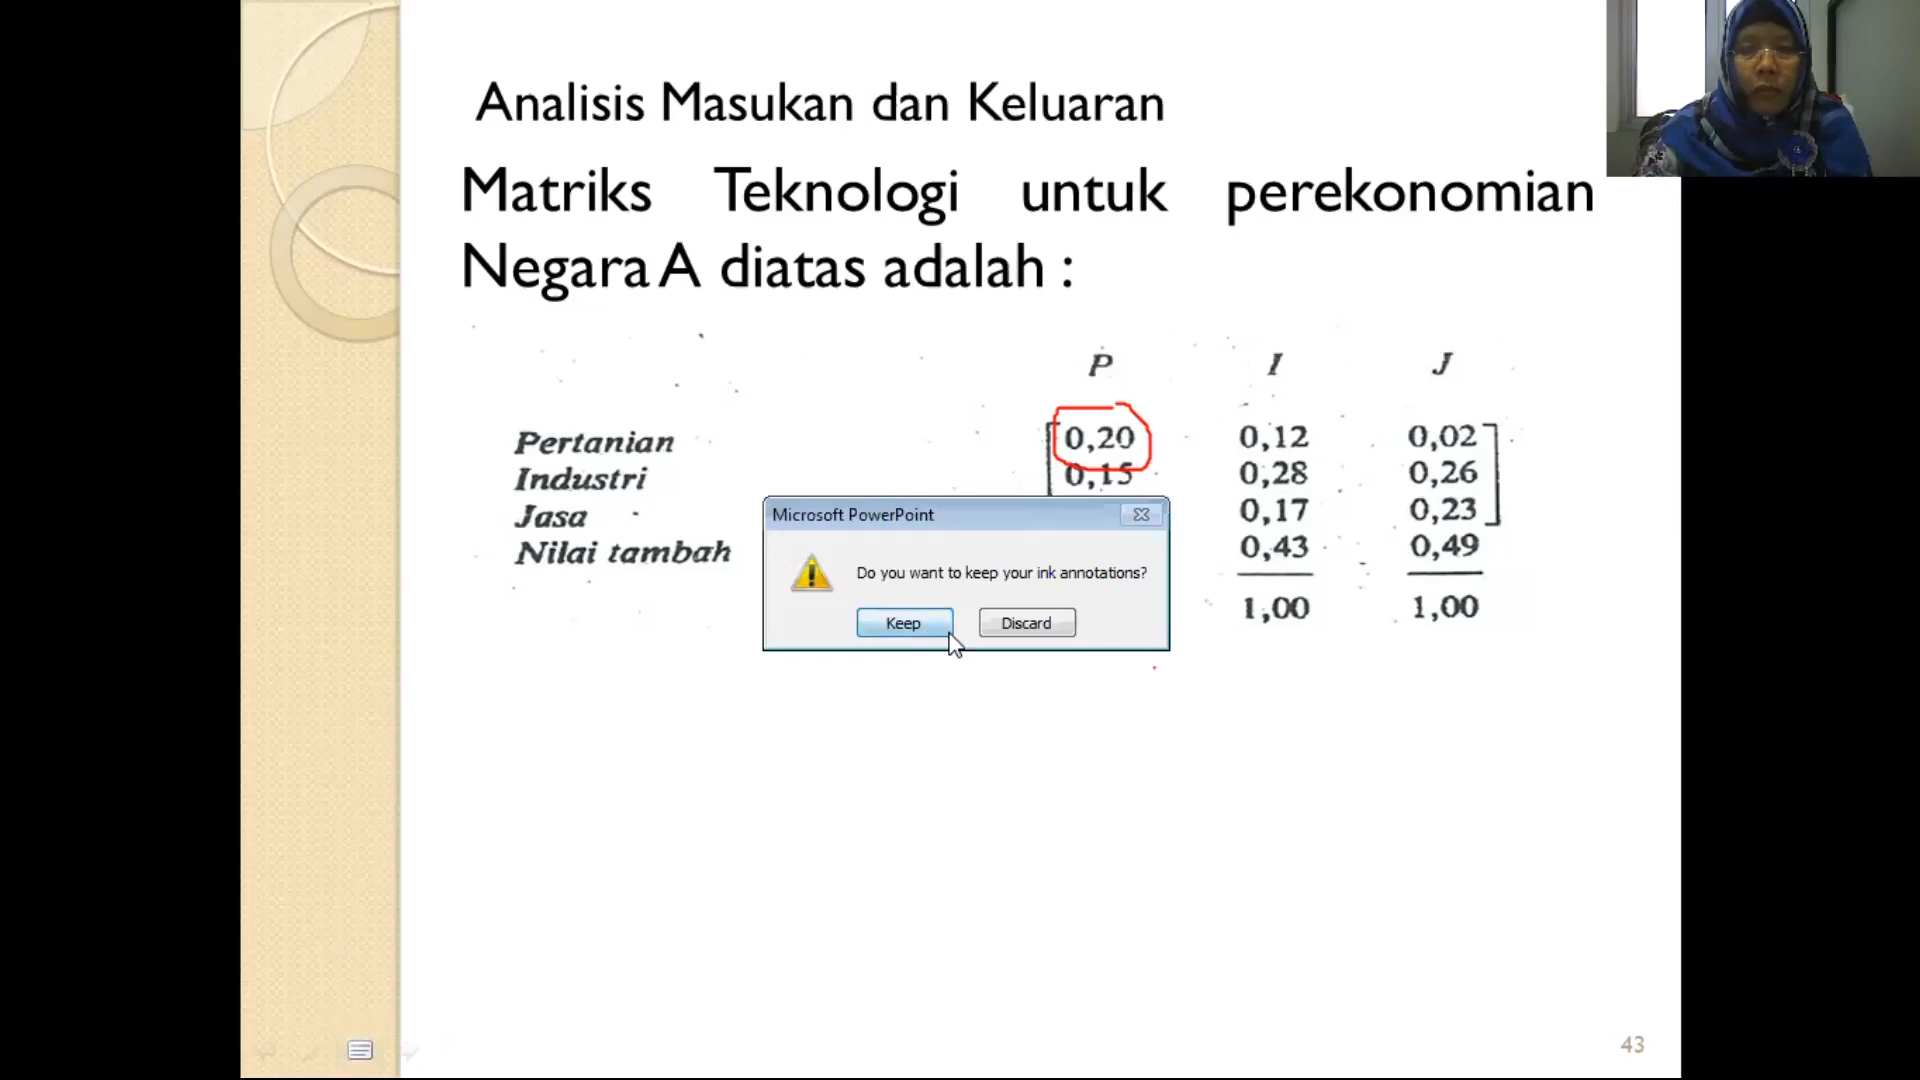 Analisis Masukan dan Keluaran
Matriks Teknologi untuk perekonomian
Negara A diatas adalah :
P I J
Pertanian 0,20 0,12 0,02
Industri 0,15 0,28 0,26
Jasa 0,17 0,23
Nilai tambah 0,43 0,49
1,00 1,00
Microsoft PowerPoint
Do you want to keep your ink annotations?
Keep Discard
43